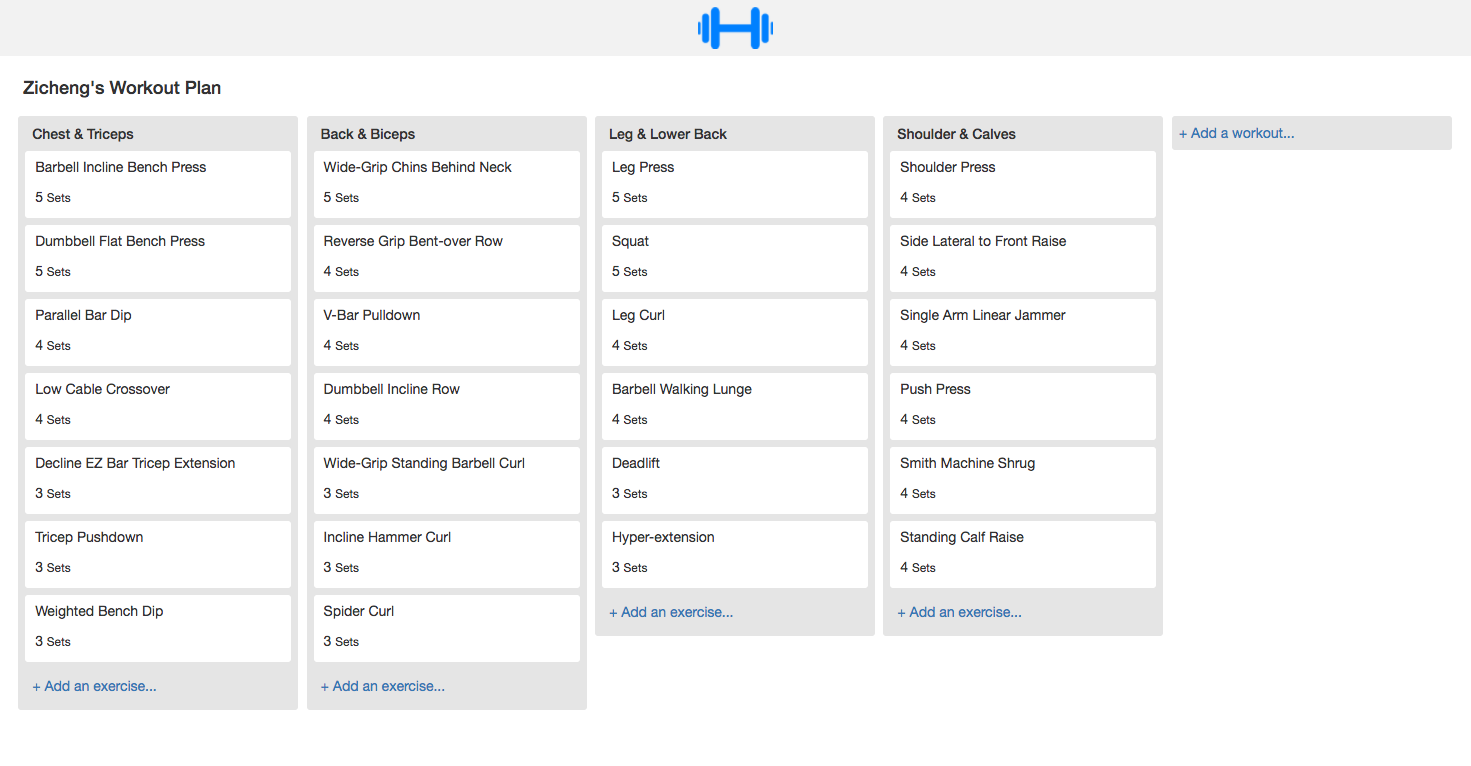 Zicheng's Workout Plan
Chest & Triceps
Barbell Incline Bench Press
5 Sets
Dumbbell Flat Bench Press
5 Sets
Parallel Bar Dip
4 Sets
Low Cable Crossover
4 Sets
Decline EZ Bar Tricep Extension
3 Sets
Tricep Pushdown
3 Sets
Weighted Bench Dip
3 Sets
+ Add an exercise...
Back & Biceps
Wide-Grip Chins Behind Neck
5 Sets
Reverse Grip Bent-over Row
4 Sets
V-Bar Pulldown
4 Sets
Dumbbell Incline Row
4 Sets
Wide-Grip Standing Barbell Curl
3 Sets
Incline Hammer Curl
3 Sets
Spider Curl
3 Sets
+ Add an exercise...
Leg & Lower Back
Leg Press
5 Sets
Squat
5 Sets
Leg Curl
4 Sets
Barbell Walking Lunge
4 Sets
Deadlift
3 Sets
Hyper-extension
3 Sets
+ Add an exercise...
Shoulder & Calves
Shoulder Press
4 Sets
Side Lateral to Front Raise
4 Sets
Single Arm Linear Jammer
4 Sets
Push Press
4 Sets
Smith Machine Shrug
4 Sets
Standing Calf Raise
4 Sets
+ Add an exercise...
+ Add a workout...